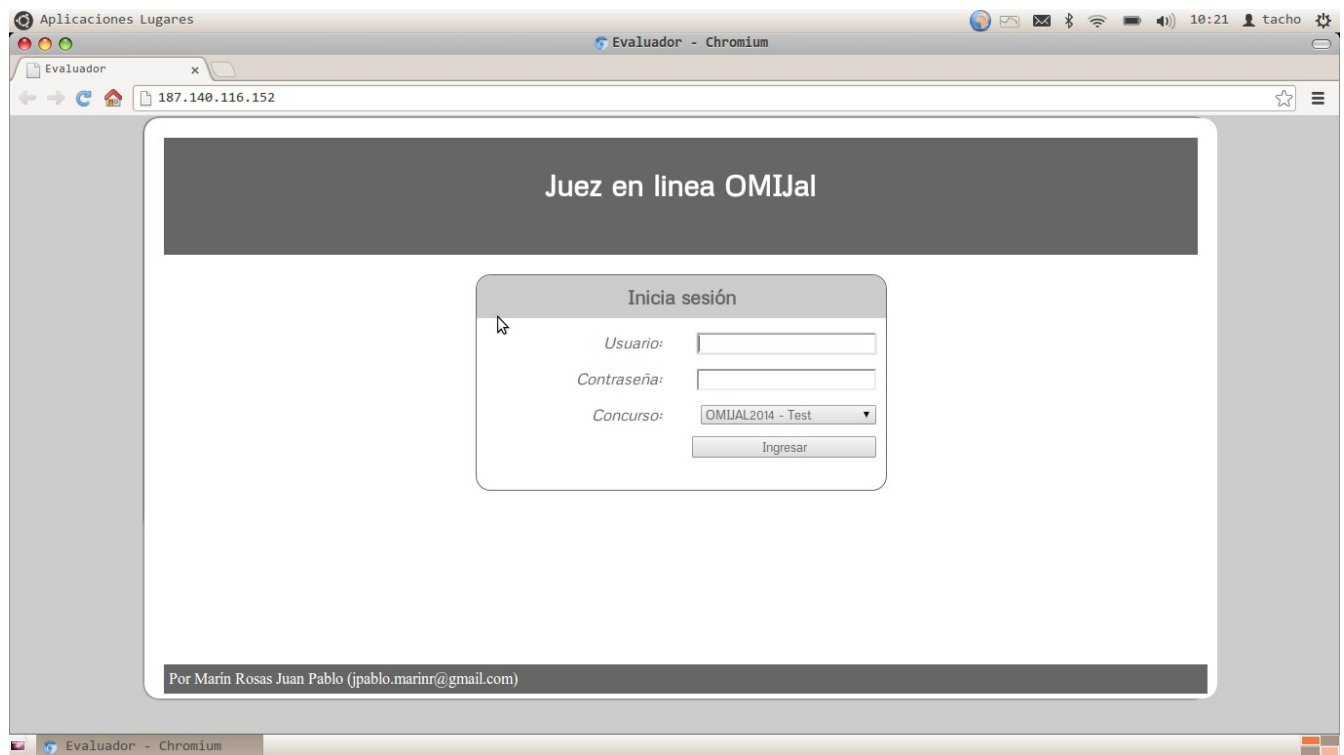 Aplicaciones Lugares
10:21 tacho
Evaluador - Chromium
Evaluador
187.140.116.152
Juez en linea OMIJal
Inicia sesión
Usuario:
Contraseña:
Concurso:
OMIJAL2014 - Test
Ingresar
Por Marín Rosas Juan Pablo (jpablo.marinr@gmail.com)
Evaluador - Chromium